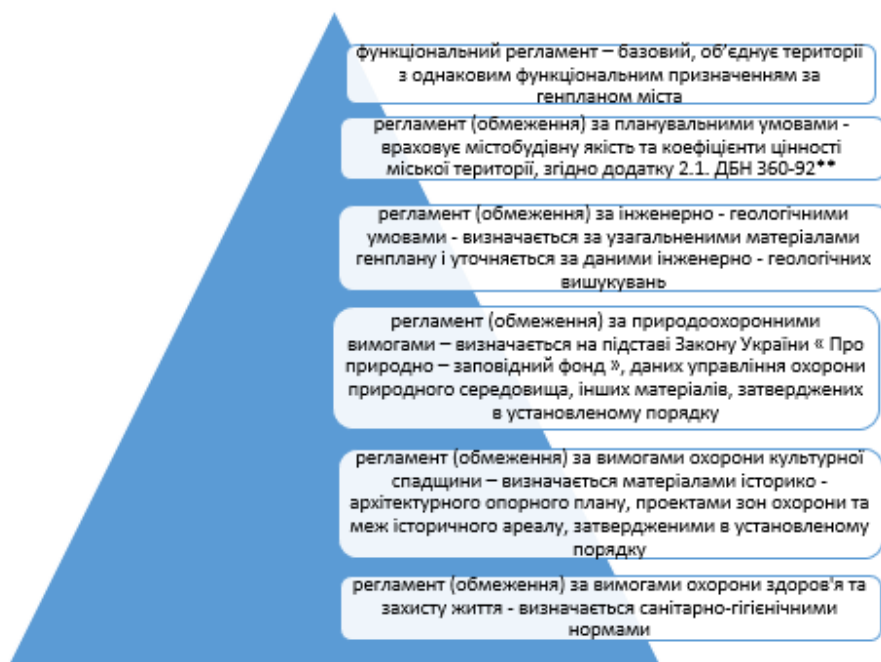 функціональний регламент – базовий, об’єднує території
з однаковим функціональним призначенням за
генпланом міста
регламент (обмеження) за планувальними умовами -
враховує містобудівну якість та коефіцієнти цінності
міської території, згідно додатку 2.1. ДБН 360-92**
регламент (обмеження) за інженерно - геологічними
умовами - визначається за узагальненими матеріалами
генплану і уточняється за даними інженерно - геологічних
вишукувань
регламент (обмеження) за природоохоронними
вимогами – визначається на підставі Закону України « Про
природно – заповідний фонд », даних управління охорони
природного середовища, інших матеріалів, затверджених
в установленому порядку
регламент (обмеження) за вимогами охорони культурної
спадщини – визначається матеріалами історико -
архітектурного опорного плану, проектами зон охорони та
меж історичного ареалу, затвердженими в установленому
порядку
регламент (обмеження) за вимогами охорони здоров'я та
захисту життя - визначається санітарно-гігієнічними
нормами